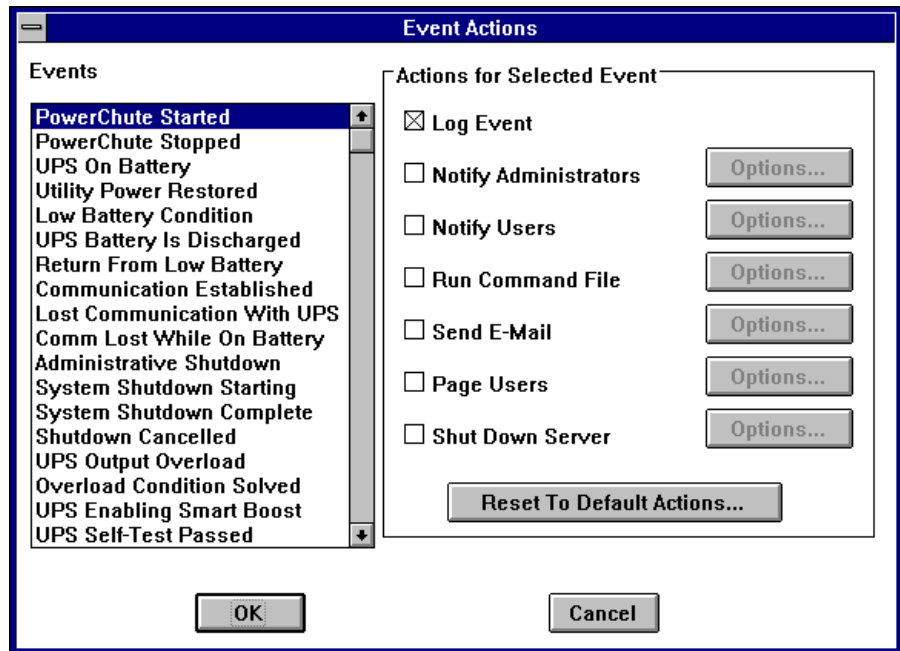 Event Actions
Events
PowerChute Started
PowerChute Stopped
UPS On Battery
Utility Power Restored
Low Battery Condition
UPS Battery Is Discharged
Return From Low Battery
Communication Established
Lost Communication With UPS
Comm Lost While On Battery
Administrative Shutdown
System Shutdown Starting
System Shutdown Complete
Shutdown Cancelled
UPS Output Overload
Overload Condition Solved
UPS Enabling Smart Boost
UPS Self-Test Passed
Actions for Selected Event
Log Event
Notify Administrators Options...
Notify Users Options...
Run Command File Options...
Send E-Mail Options...
Page Users Options...
Shut Down Server Options...
Reset To Default Actions...
OK Cancel